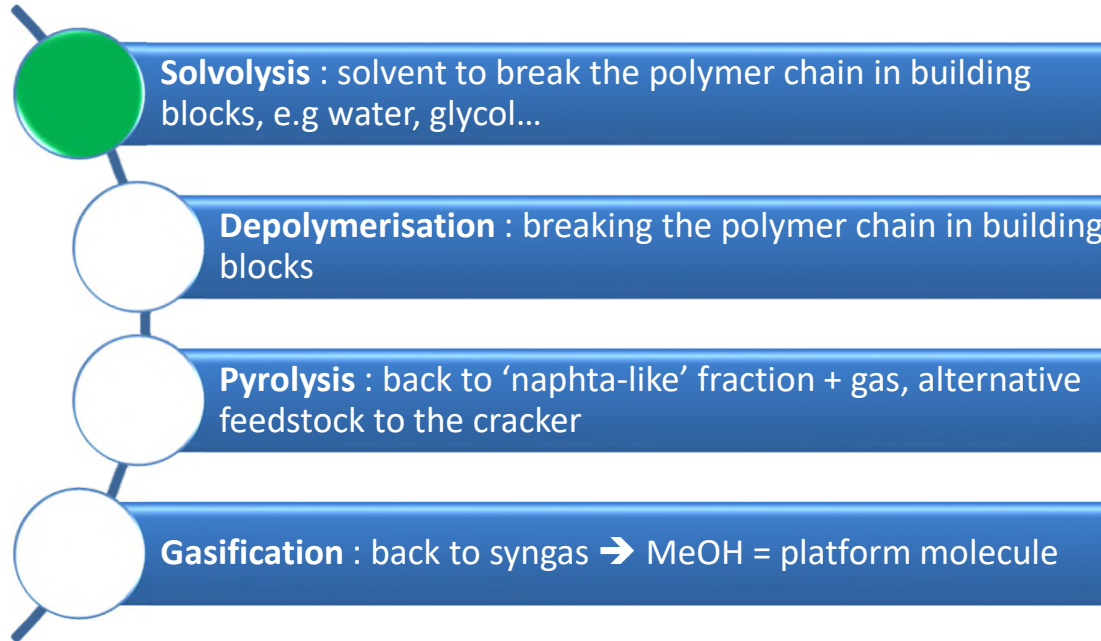 Solvolysis : solvent to break the polymer chain in building
blocks, e.g water, glycol…
Depolymerisation : breaking the polymer chain in building
blocks
Pyrolysis : back to ‘naphta-like’ fraction + gas, alternative
feedstock to the cracker
Gasification : back to syngas ➔ MeOH = platform molecule